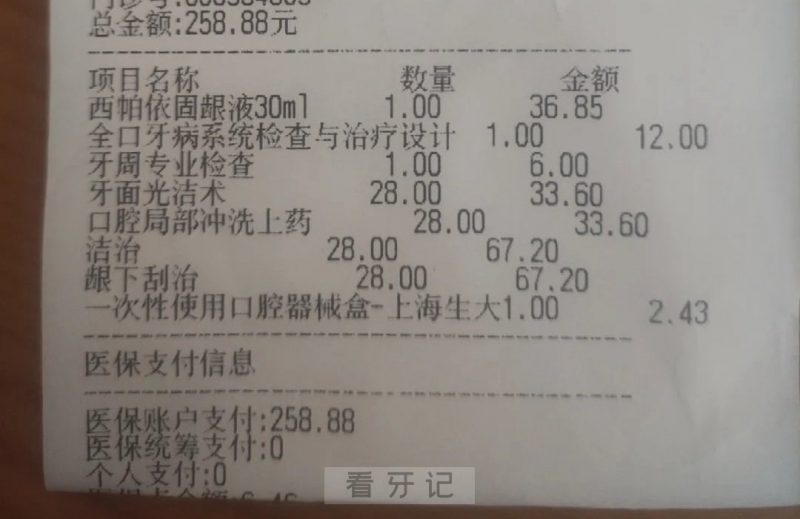 总金额:258.88元
项目名称 数量 金额
西帕依固龈液30ml 1.00 36.85
全口牙病系统检查与治疗设计 1.00 12.00
牙周专业检查 1.00 6.00
牙面光洁术 28.00 33.60
口腔局部冲洗上药 28.00 33.60
洁治 28.00 67.20
龈下刮治 28.00 67.20
一次性使用口腔器械盒-上海生大1.00 2.43
医保支付信息
医保账户支付:258.88
医保统筹支付:0
个人支付:0
看牙记